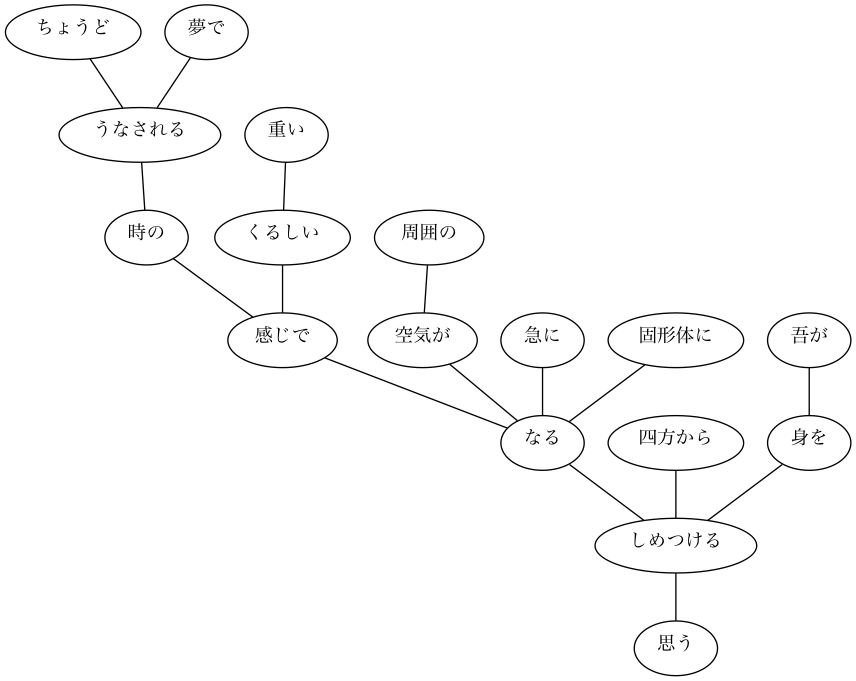 ちょうど 夢で
うなされる 重い
時の くるしい 周囲の
感じで 空気が 急に 固形体に 吾が
なる 四方から 身を
しめつける
思う